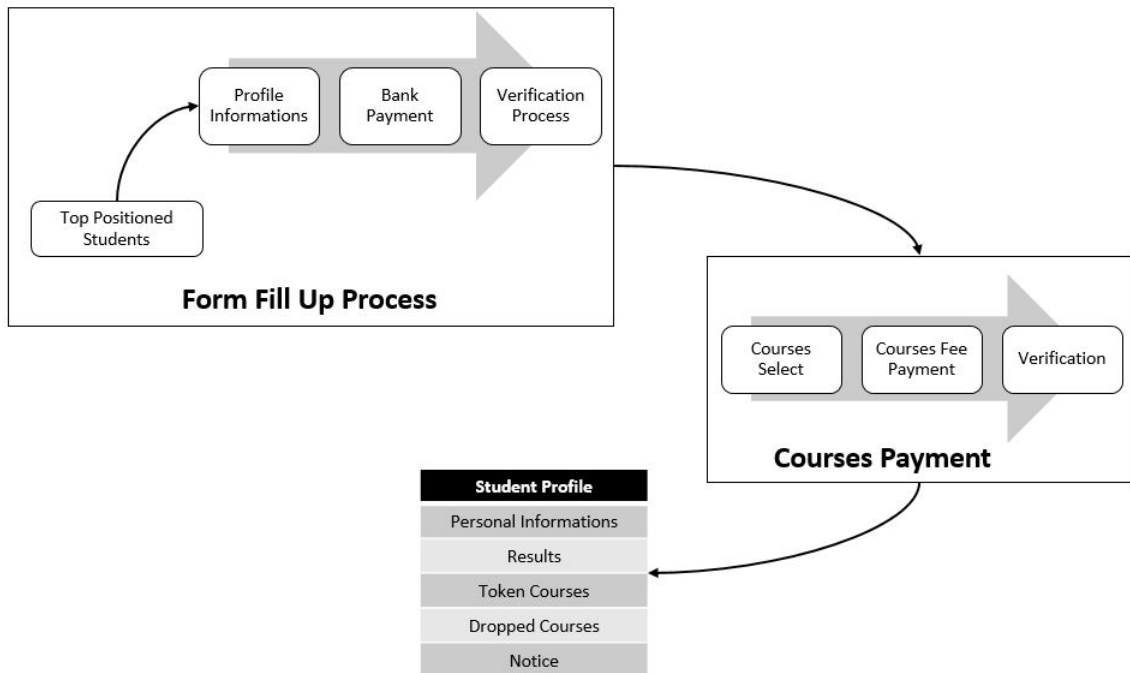 Profile
Informations
Bank
Payment
Verification
Process
Top Positioned
Students
Form Fill Up Process
Courses
Select
Courses Fee
Payment
Verification
Courses Payment
Student Profile
Personal Informations
Results
Token Courses
Dropped Courses
Notice